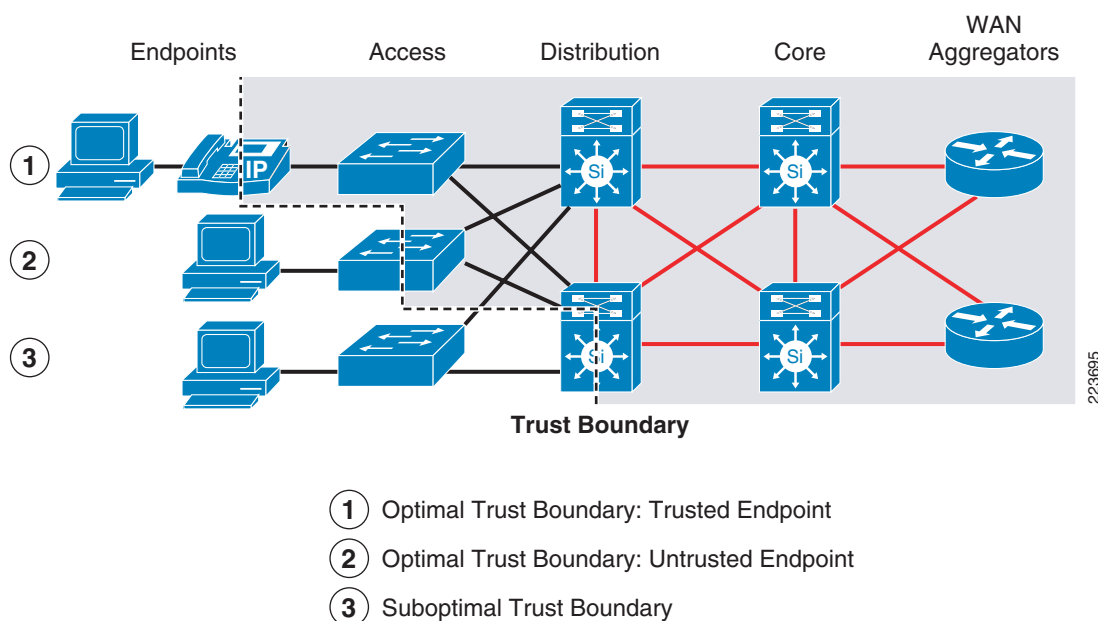 WAN
Endpoints Access Distribution Core Aggregators
1
IP
Si
Si
2
3
Si
Si
223695
Trust Boundary
1 Optimal Trust Boundary: Trusted Endpoint
2 Optimal Trust Boundary: Untrusted Endpoint
3 Suboptimal Trust Boundary